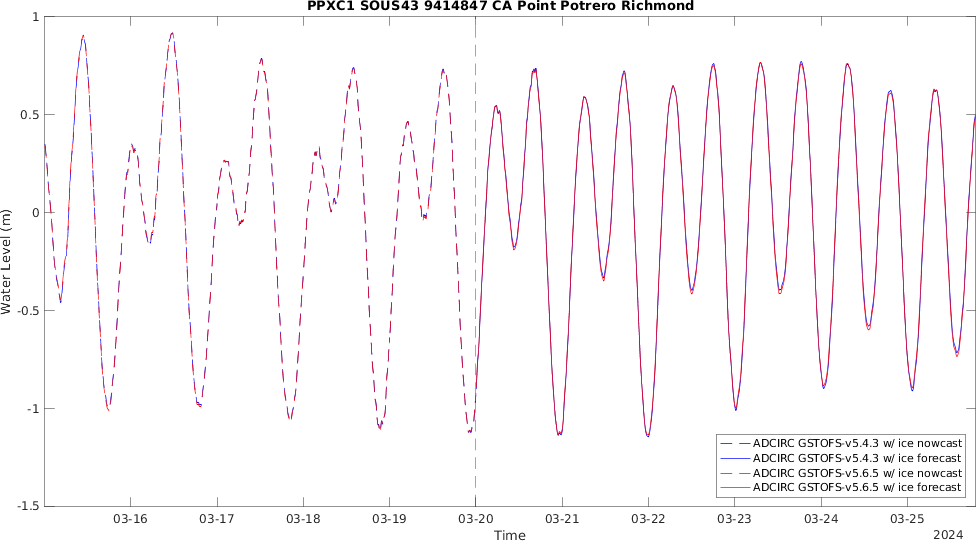 PPXC1 SOUS43 9414847 CA Point Potrero Richmond
Water Level (m)
1
0.5
0
-0.5
-1
-1.5
03-16 03-17 03-18 03-19 03-20 03-21 03-22 03-23 03-24 03-25
Time
2024
ADCIRC GSTOFS-v5.4.3 w/ ice nowcast
ADCIRC GSTOFS-v5.4.3 w/ ice forecast
ADCIRC GSTOFS-v5.6.5 w/ ice nowcast
ADCIRC GSTOFS-v5.6.5 w/ ice forecast